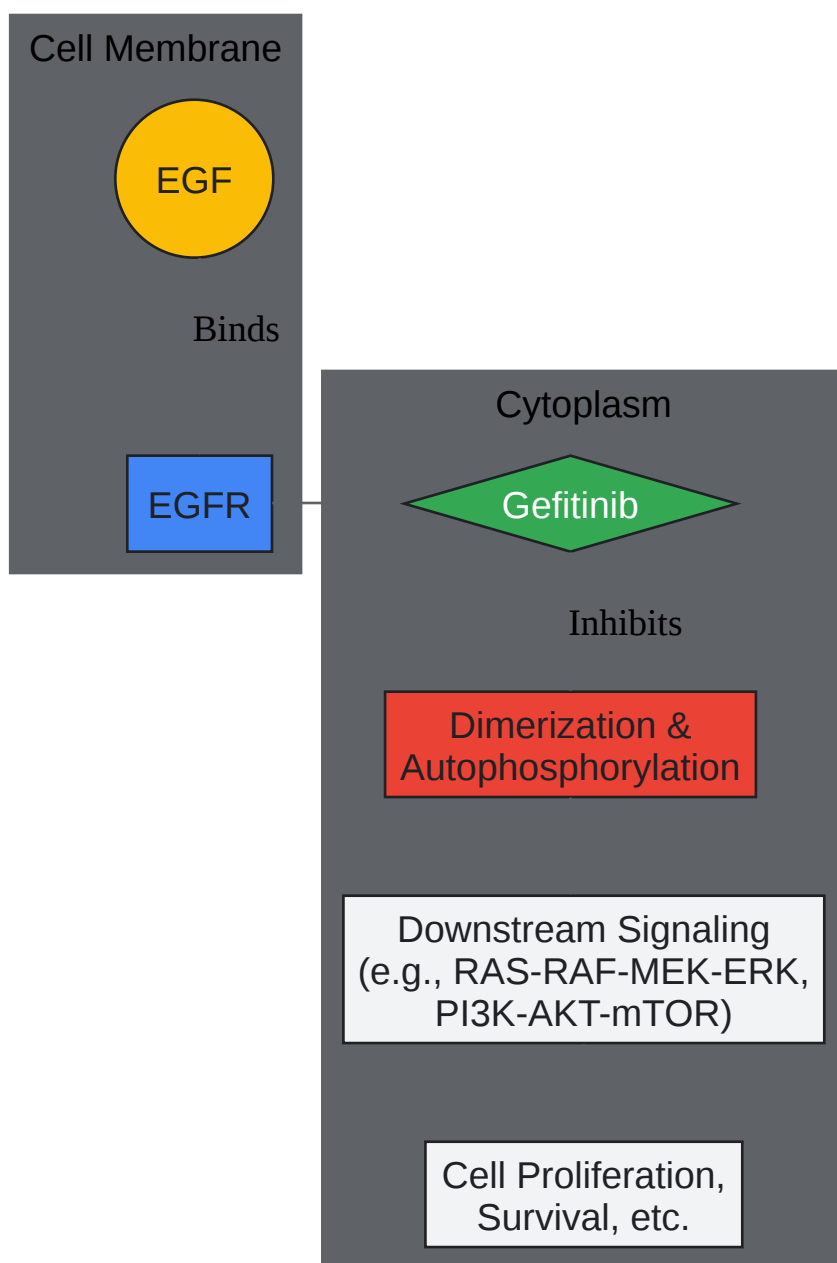 Cell Membrane
EGF
Binds
EGFR
Cytoplasm
Gefitinib
Inhibits
Dimerization &
Autophosphorylation
Downstream Signaling
(e.g., RAS-RAF-MEK-ERK,
PI3K-AKT-mTOR)
Cell Proliferation,
Survival, etc.